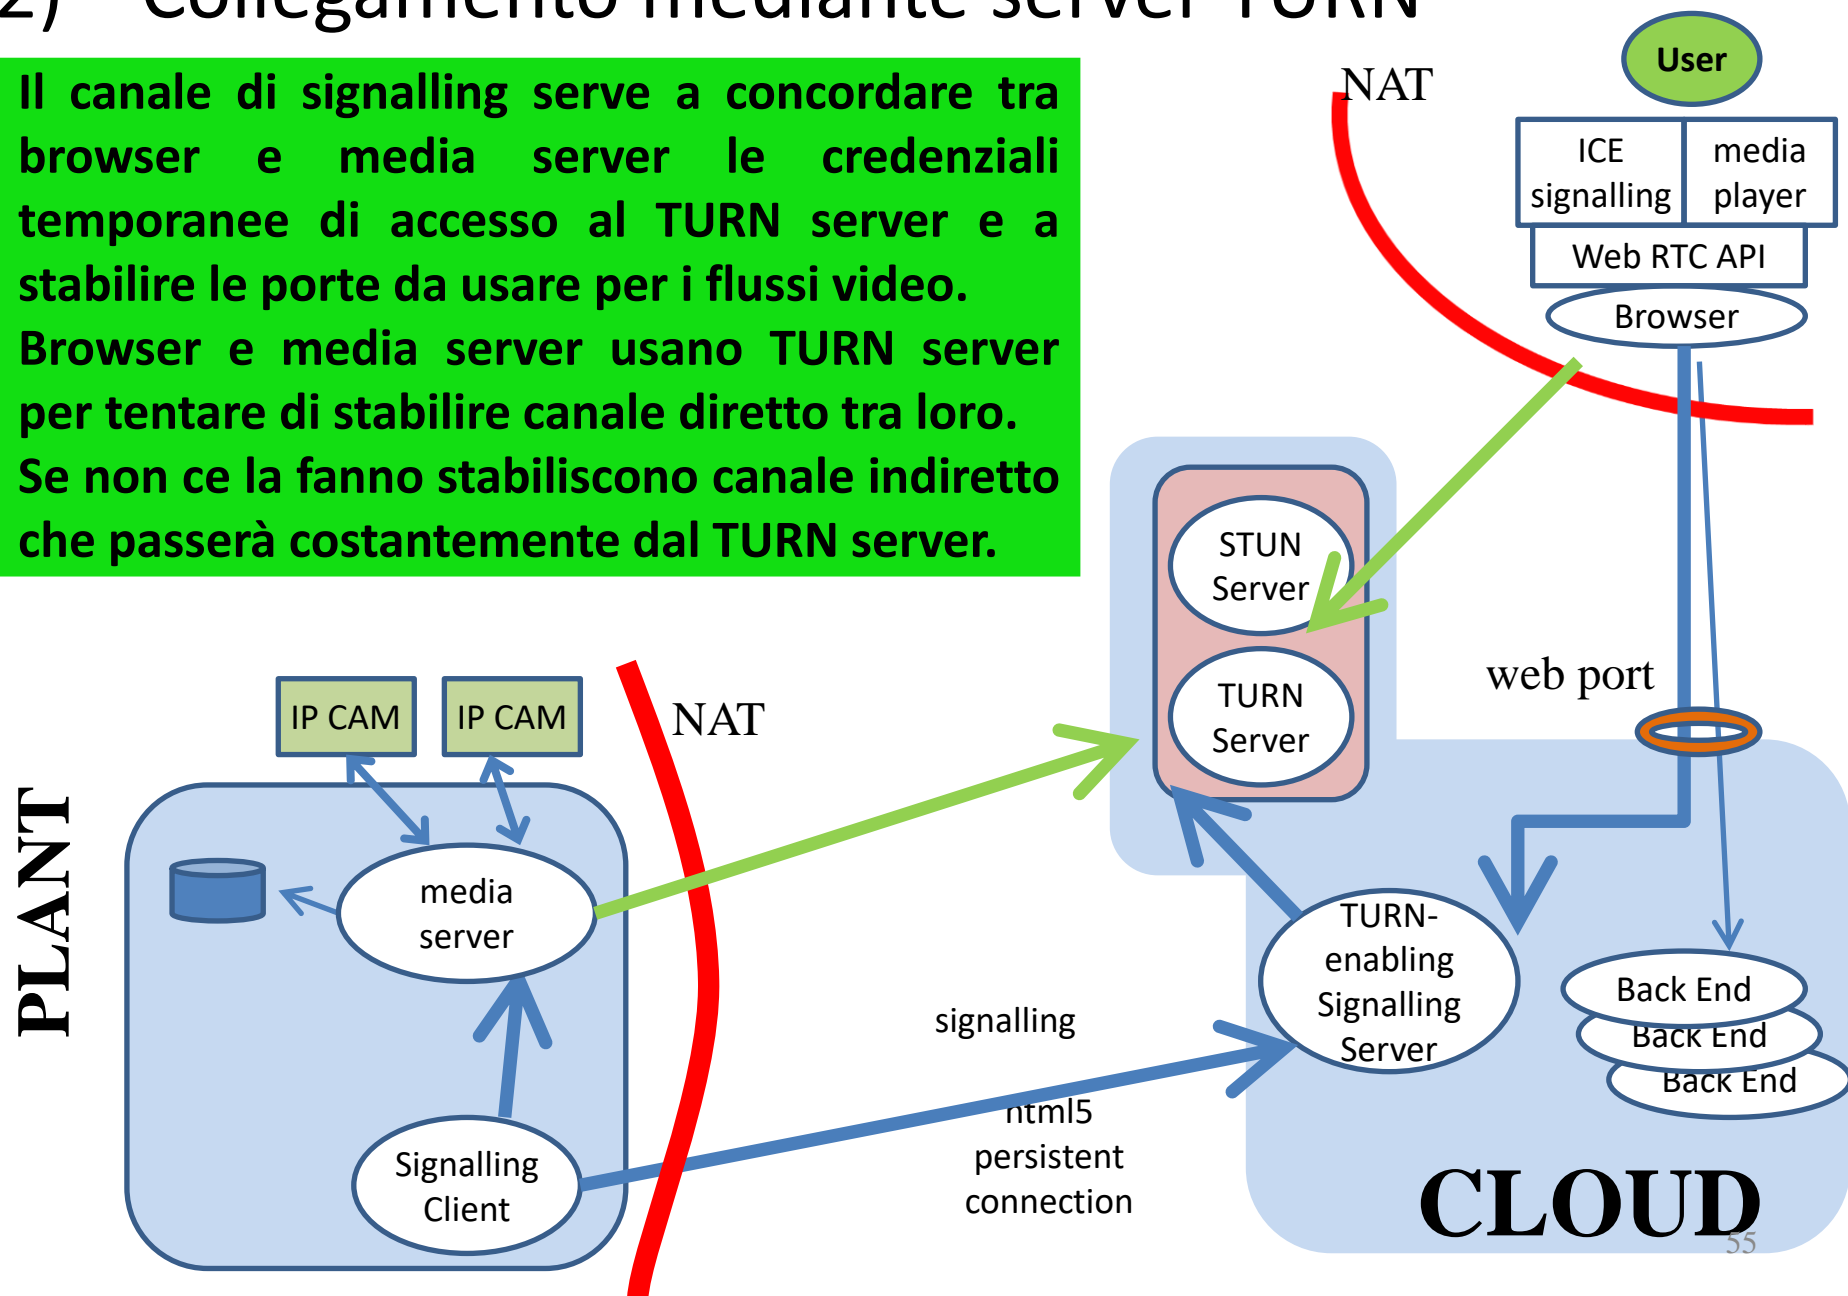 2) Collegamento mediante server TURN
Il canale di signalling serve a concordare tra
browser e media server le credenziali
temporanee di accesso al TURN server e a
stabilire le porte da usare per i flussi video.
Browser e media server usano TURN server
per tentare di stabilire canale diretto tra loro.
Se non ce la fanno stabiliscono canale indiretto
che passerà costantemente dal TURN server.
NAT
User
ICE
signalling
media
player
Web RTC API
Browser
STUN
Server
TURN
Server
web port
IP CAM
IP CAM
NAT
PLANT
media
server
Signalling
Client
signalling
html5
persistent
connection
TURN-
enabling
Signalling
Server
Back End
Back End
Back End
CLOUD
55